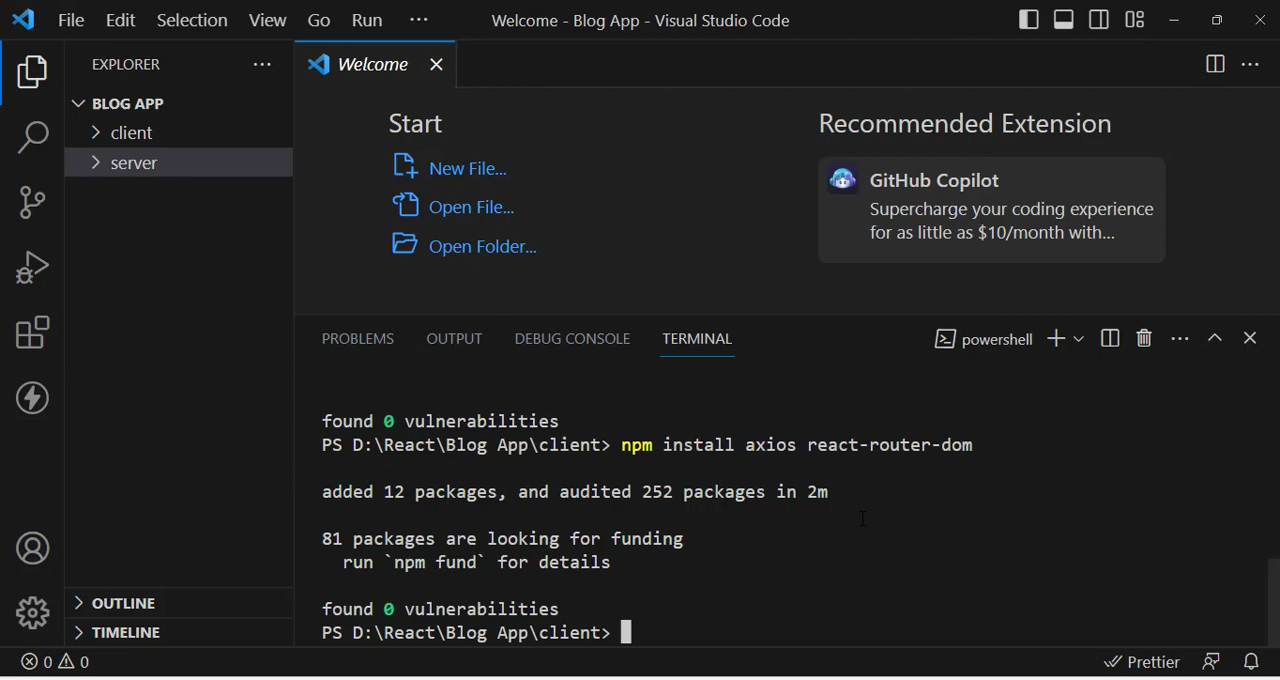 File Edit Selection View Go Run ··· Welcome - Blog App - Visual Studio Code
EXPLORER ···
BLOG APP
client
server
OUTLINE
TIMELINE
Welcome
Start
New File...
Open File...
Open Folder...
Recommended Extension
GitHub Copilot
Supercharge your coding experience
for as little as $10/month with...
PROBLEMS OUTPUT DEBUG CONSOLE TERMINAL powershell
found 0 vulnerabilities
PS D:\React\Blog App\client> npm install axios react-router-dom
added 12 packages, and audited 252 packages in 2m
81 packages are looking for funding
run `npm fund` for details
found 0 vulnerabilities
PS D:\React\Blog App\client>
0 0 Prettier